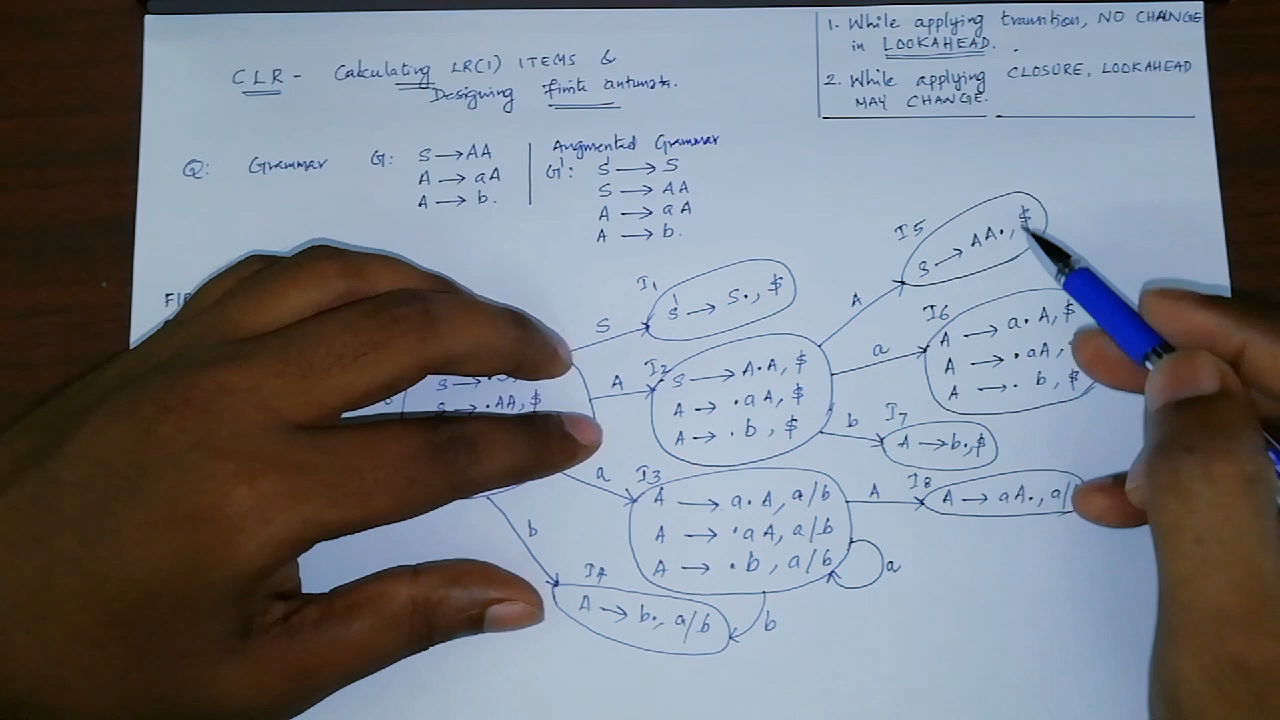 CLR - Calculating LR(1) ITEMS &
Designing finite automata.
1. While applying transition, NO CHANGE
in LOOKAHEAD.
2. While applying CLOSURE, LOOKAHEAD
MAY CHANGE.
Q: Grammar G: S → AA
A → aA
A → b.
Augmented Grammar
G': S' → S
S → AA
A → aA
A → b.
I1
S' → S., $
S
S → .AA, $
A
I2
S → A.A, $
A → .aA, $
A → .b, $
A
I5
S → AA., $
a
I6
A → a.A, $
A → .aA, $
A → .b, $
b
I7
A → b., $
a
I3
A → a.A, a/b
A → .aA, a/b
A → .b, a/b
a
A
I8
A → aA., a/
b
I4
A → b., a/b
b